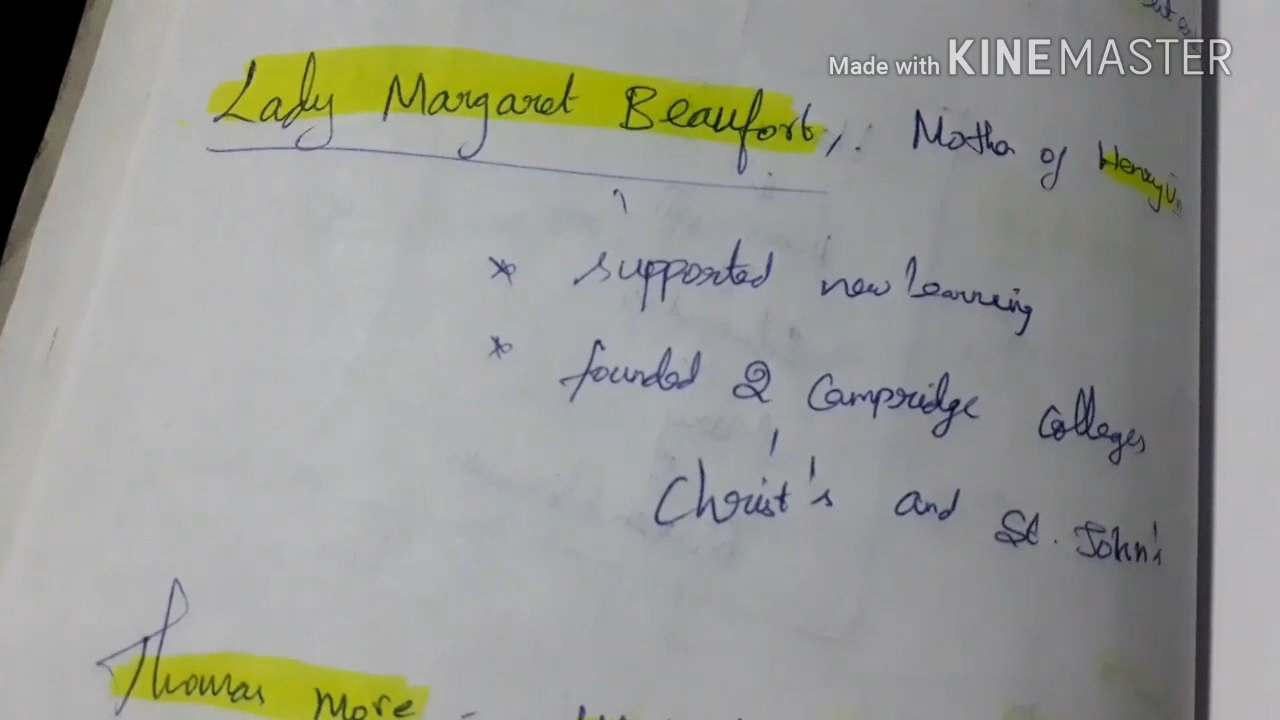 Made with KINEMASTER
Lady Margaret Beaufort, : Mother of Henry VII
* supported new learning
* founded 2 Campridge colleges
Christ's and St. John's
Thomas More -